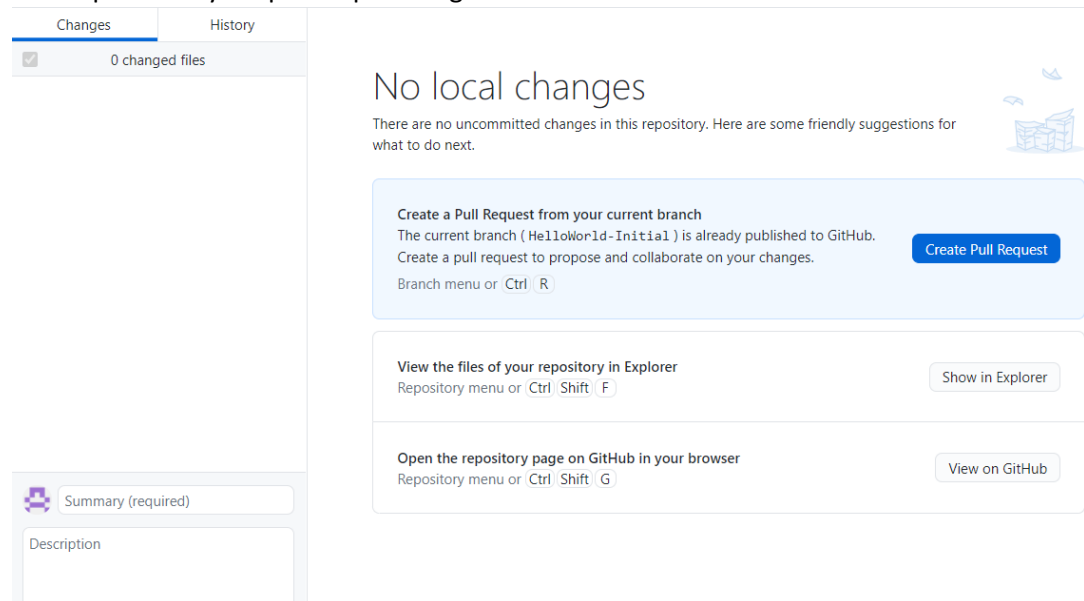 Changes
History
0 changed files
No local changes
There are no uncommitted changes in this repository. Here are some friendly suggestions for
what to do next.
Create a Pull Request from your current branch
The current branch ( HelloWorld-Initial ) is already published to GitHub.
Create a pull request to propose and collaborate on your changes.
Branch menu or Ctrl R
Create Pull Request
View the files of your repository in Explorer
Repository menu or Ctrl Shift F
Show in Explorer
Open the repository page on GitHub in your browser
Repository menu or Ctrl Shift G
View on GitHub
Summary (required)
Description